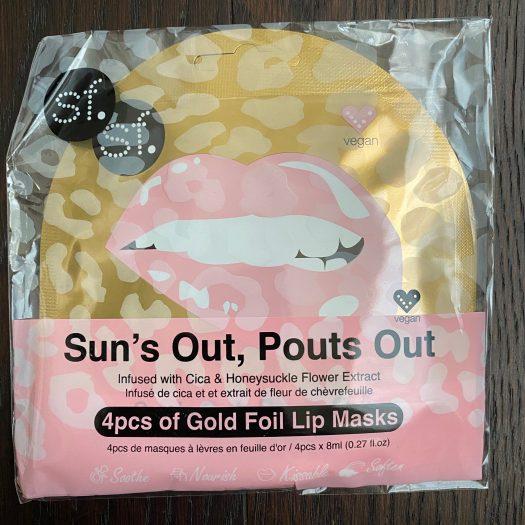 sf.
sf.
vegan
vegan
Sun's Out, Pouts Out
Infused with Cica & Honeysuckle Flower Extract
Infusé de cica et et extrait de fleur de chèvrefeuille
4pcs of Gold Foil Lip Masks
4pcs de masques à lèvres en feuille d'or / 4pcs x 8ml (0.27 fl.oz)
Soothe Nourish Kissable Soften